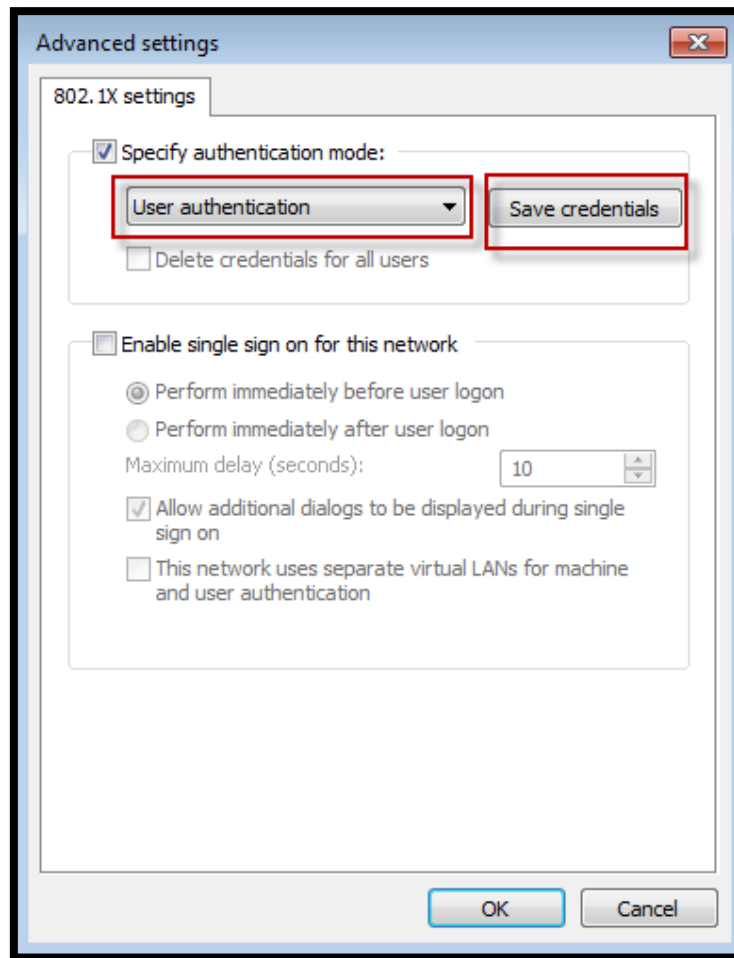 Advanced settings
802.1X settings
Specify authentication mode:
User authentication
Save credentials
Delete credentials for all users
Enable single sign on for this network
Perform immediately before user logon
Perform immediately after user logon
Maximum delay (seconds):
10
Allow additional dialogs to be displayed during single
sign on
This network uses separate virtual LANs for machine
and user authentication
OK
Cancel